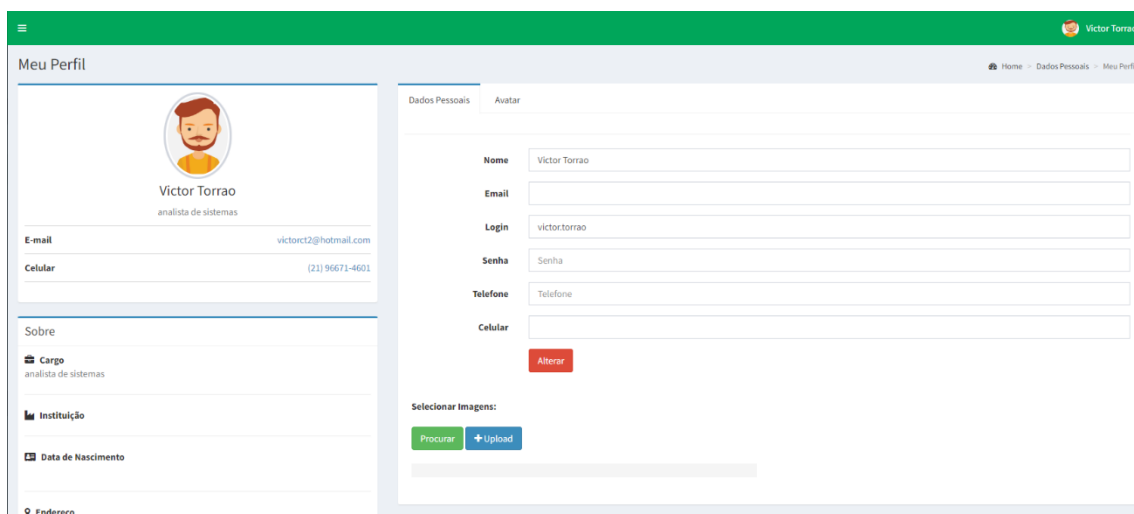 Victor Torrao
Meu Perfil
Home > Dados Pessoais > Meu Perfi
Victor Torrao
analista de sistemas
E-mail victorct2@hotmail.com
Celular (21) 96671-4601
Sobre
Cargo
analista de sistemas
Instituição
Data de Nascimento
Endereço
Dados Pessoais Avatar
Nome Victor Torrao
Email
Login victor.torrao
Senha Senha
Telefone Telefone
Celular
Alterar
Selecionar Imagens:
Procurar +Upload